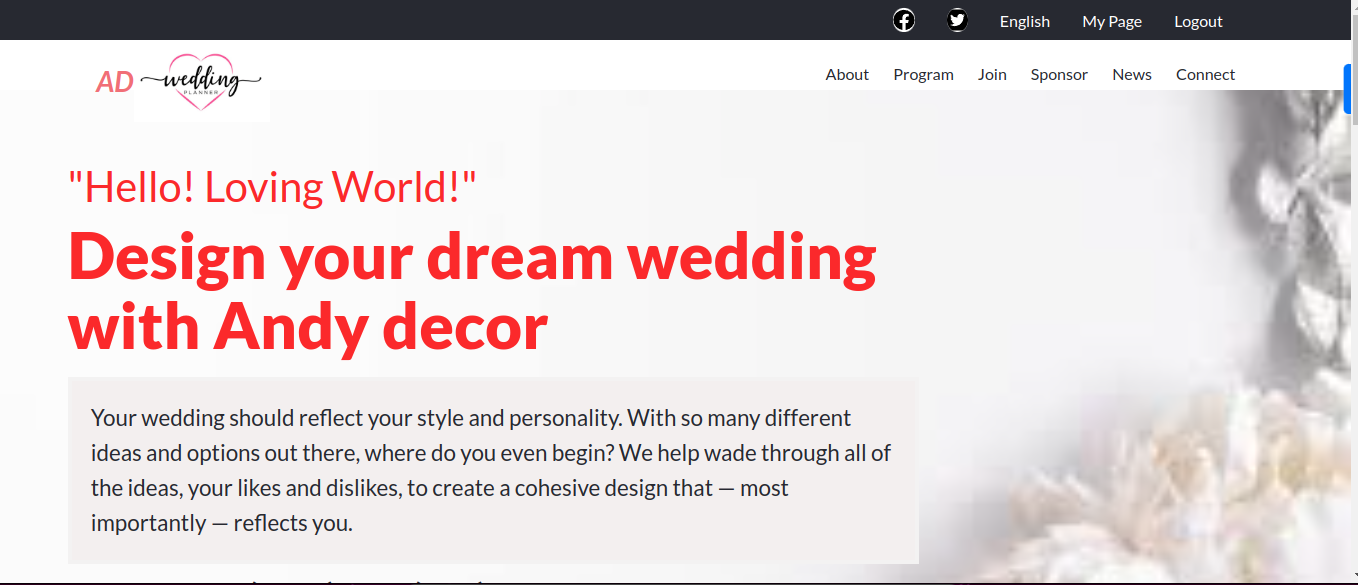 English My Page Logout
AD wedding
PLANNER
About Program Join Sponsor News Connect
"Hello! Loving World!"
Design your dream wedding
with Andy decor
Your wedding should reflect your style and personality. With so many different
ideas and options out there, where do you even begin? We help wade through all of
the ideas, your likes and dislikes, to create a cohesive design that — most
importantly — reflects you.